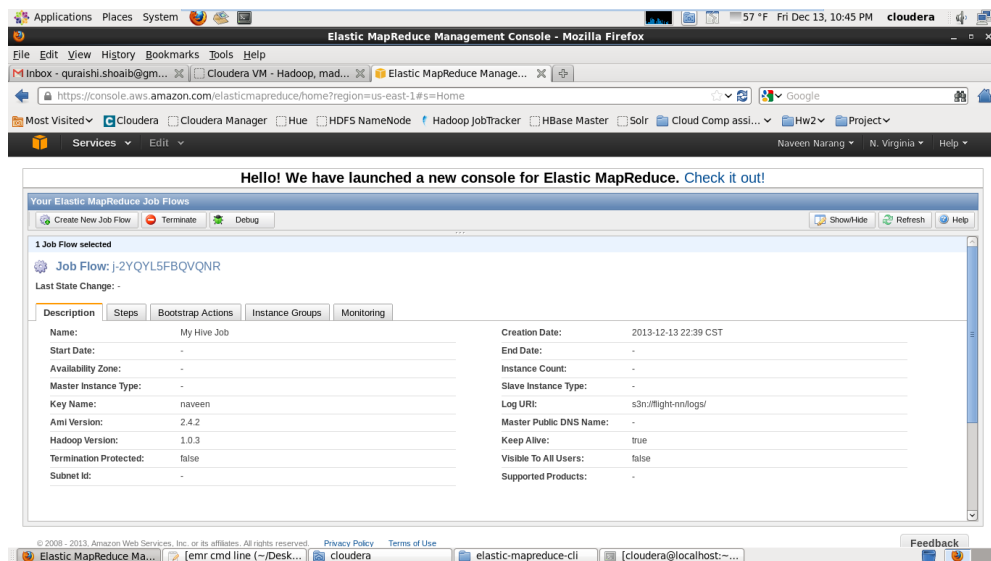 Applications Places System 57 °F Fri Dec 13, 10:45 PM cloudera
Elastic MapReduce Management Console - Mozilla Firefox
File Edit View History Bookmarks Tools Help
Inbox - quraishi.shoaib@gm... Cloudera VM - Hadoop, mad... Elastic MapReduce Manage...
https://console.aws.amazon.com/elasticmapreduce/home?region=us-east-1#s=Home Google
Most Visited Cloudera Cloudera Manager Hue HDFS NameNode Hadoop JobTracker HBase Master Solr Cloud Comp assi... Hw2 Project
Services Edit Naveen Narang N. Virginia Help
Hello! We have launched a new console for Elastic MapReduce. Check it out!
Your Elastic MapReduce Job Flows
Create New Job Flow Terminate Debug Show/Hide Refresh Help
1 Job Flow selected
Job Flow: j-2YQYL5FBQVQNR
Last State Change: -
Description Steps Bootstrap Actions Instance Groups Monitoring
Name: My Hive Job Creation Date: 2013-12-13 22:39 CST
Start Date: - End Date: -
Availability Zone: - Instance Count: -
Master Instance Type: - Slave Instance Type: -
Key Name: naveen Log URI: s3n://flight-nn/logs/
Ami Version: 2.4.2 Master Public DNS Name: -
Hadoop Version: 1.0.3 Keep Alive: true
Termination Protected: false Visible To All Users: false
Subnet Id: - Supported Products: -
© 2008 - 2013, Amazon Web Services, Inc. or its affiliates. All rights reserved. Privacy Policy Terms of Use Feedback
Elastic MapReduce Ma... [emr cmd line (~/Desk... cloudera elastic-mapreduce-cli [cloudera@localhost:~...